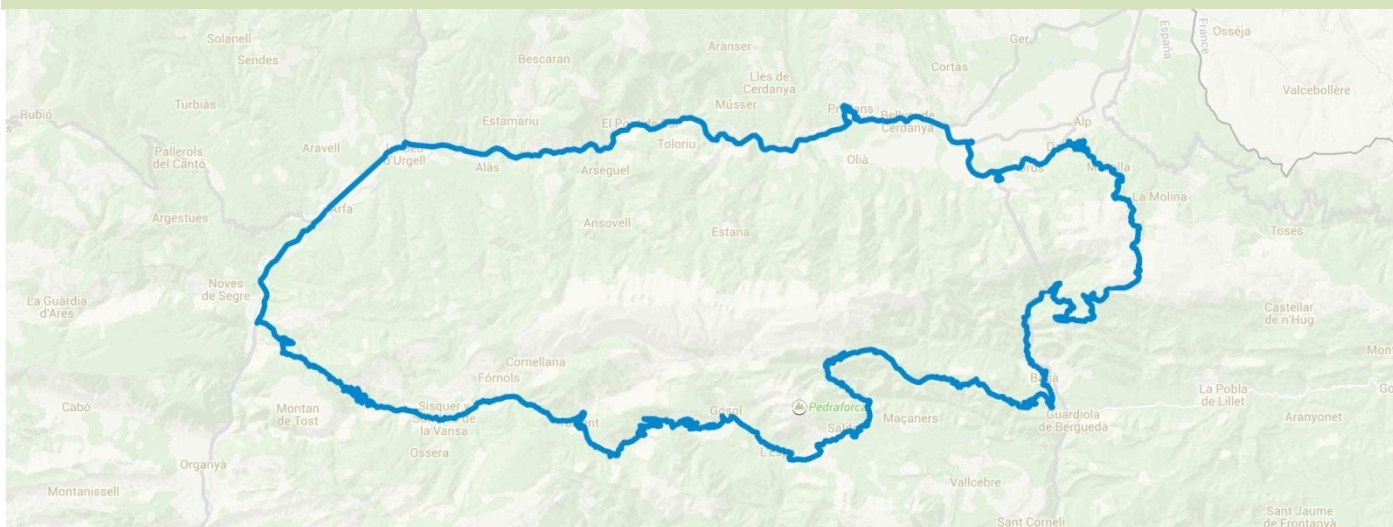 Solanell
Sendes
Bescaran
Arànser
Ger
Cortàs
España
France
Osséja
Valcebollère
Lles de
Cerdanya
Músser
Turbiàs
Rubió
Estamariu
Alp
Aravell
d'Urgell
Cerdanya
Toloriu
Olià
Pallerols
del Cantó
Alàs
Arsèguel
La Molina
Arfa
Argestues
Ansovell
Estana
Toses
Noves
de Segre
La Guàrdia
d'Ares
Castellar
de n'Hug
Cornellana
Fórnols
La Pobla
de Lillet
Cabó
Montan
de Tost
Sisquer y
la Vansa
Gósol
Pedraforca
Maçaners
Guardiola
de Berguedà
Aranyonet
Ossera
Organyà
Montanissell
Vallcebre
Sant Corneli
Sant Jaume
de Frontanyà